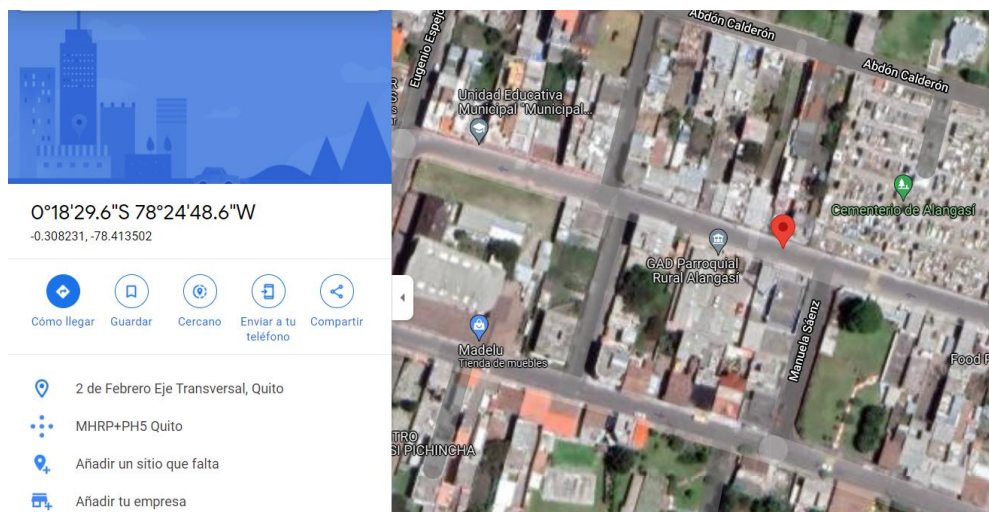 0°18'29.6"S 78°24'48.6"W
-0.308231, -78.413502
Cómo llegar
Guardar
Cercano
Enviar a tu
teléfono
Compartir
2 de Febrero Eje Transversal, Quito
MHRP+PH5 Quito
Añadir un sitio que falta
Añadir tu empresa
Eugenio Espejo
Abdón Calderón
Abdón Calderón
Unidad Educativa
Municipal "Municipal...
Cementerio de Alangasí
GAD Parroquial
Rural Alangasí
Manuela Sáenz
Madelu
Tienda de muebles
Food
TRO
SI PICHINCHA